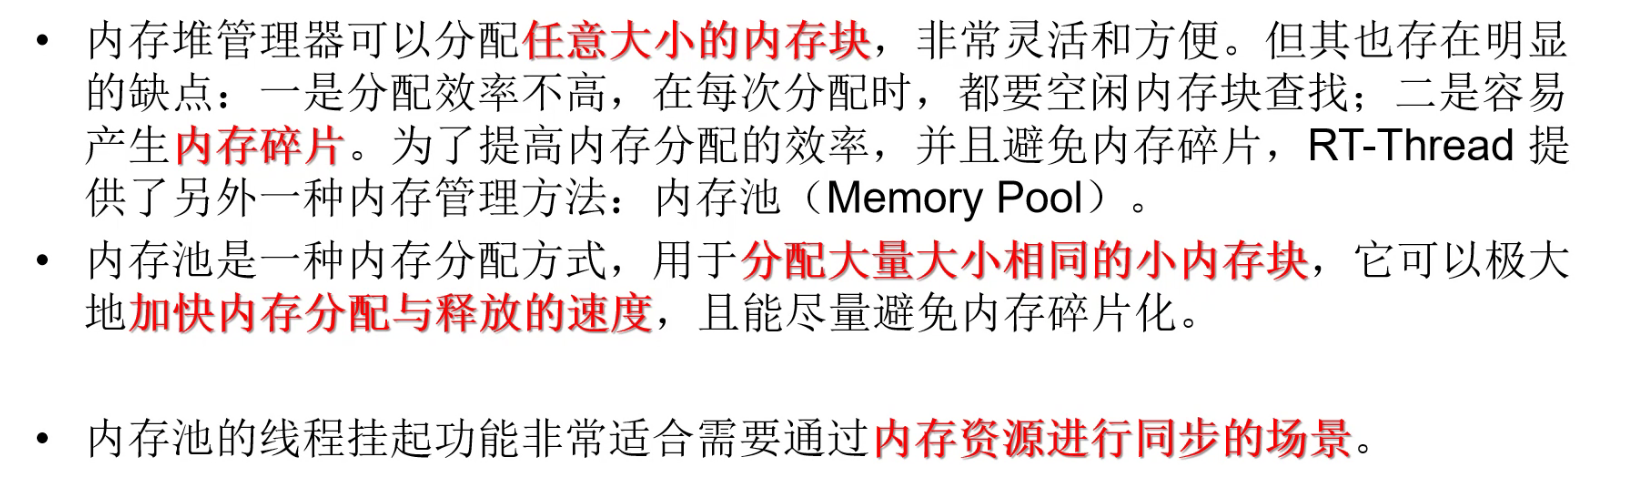 • 内存堆管理器可以分配任意大小的内存块，非常灵活和方便。但其也存在明显
的缺点：一是分配效率不高，在每次分配时，都要空闲内存块查找；二是容易
产生内存碎片。为了提高内存分配的效率，并且避免内存碎片，RT-Thread 提
供了另外一种内存管理方法：内存池（Memory Pool）。
• 内存池是一种内存分配方式，用于分配大量大小相同的小内存块，它可以极大
地加快内存分配与释放的速度，且能尽量避免内存碎片化。
• 内存池的线程挂起功能非常适合需要通过内存资源进行同步的场景。